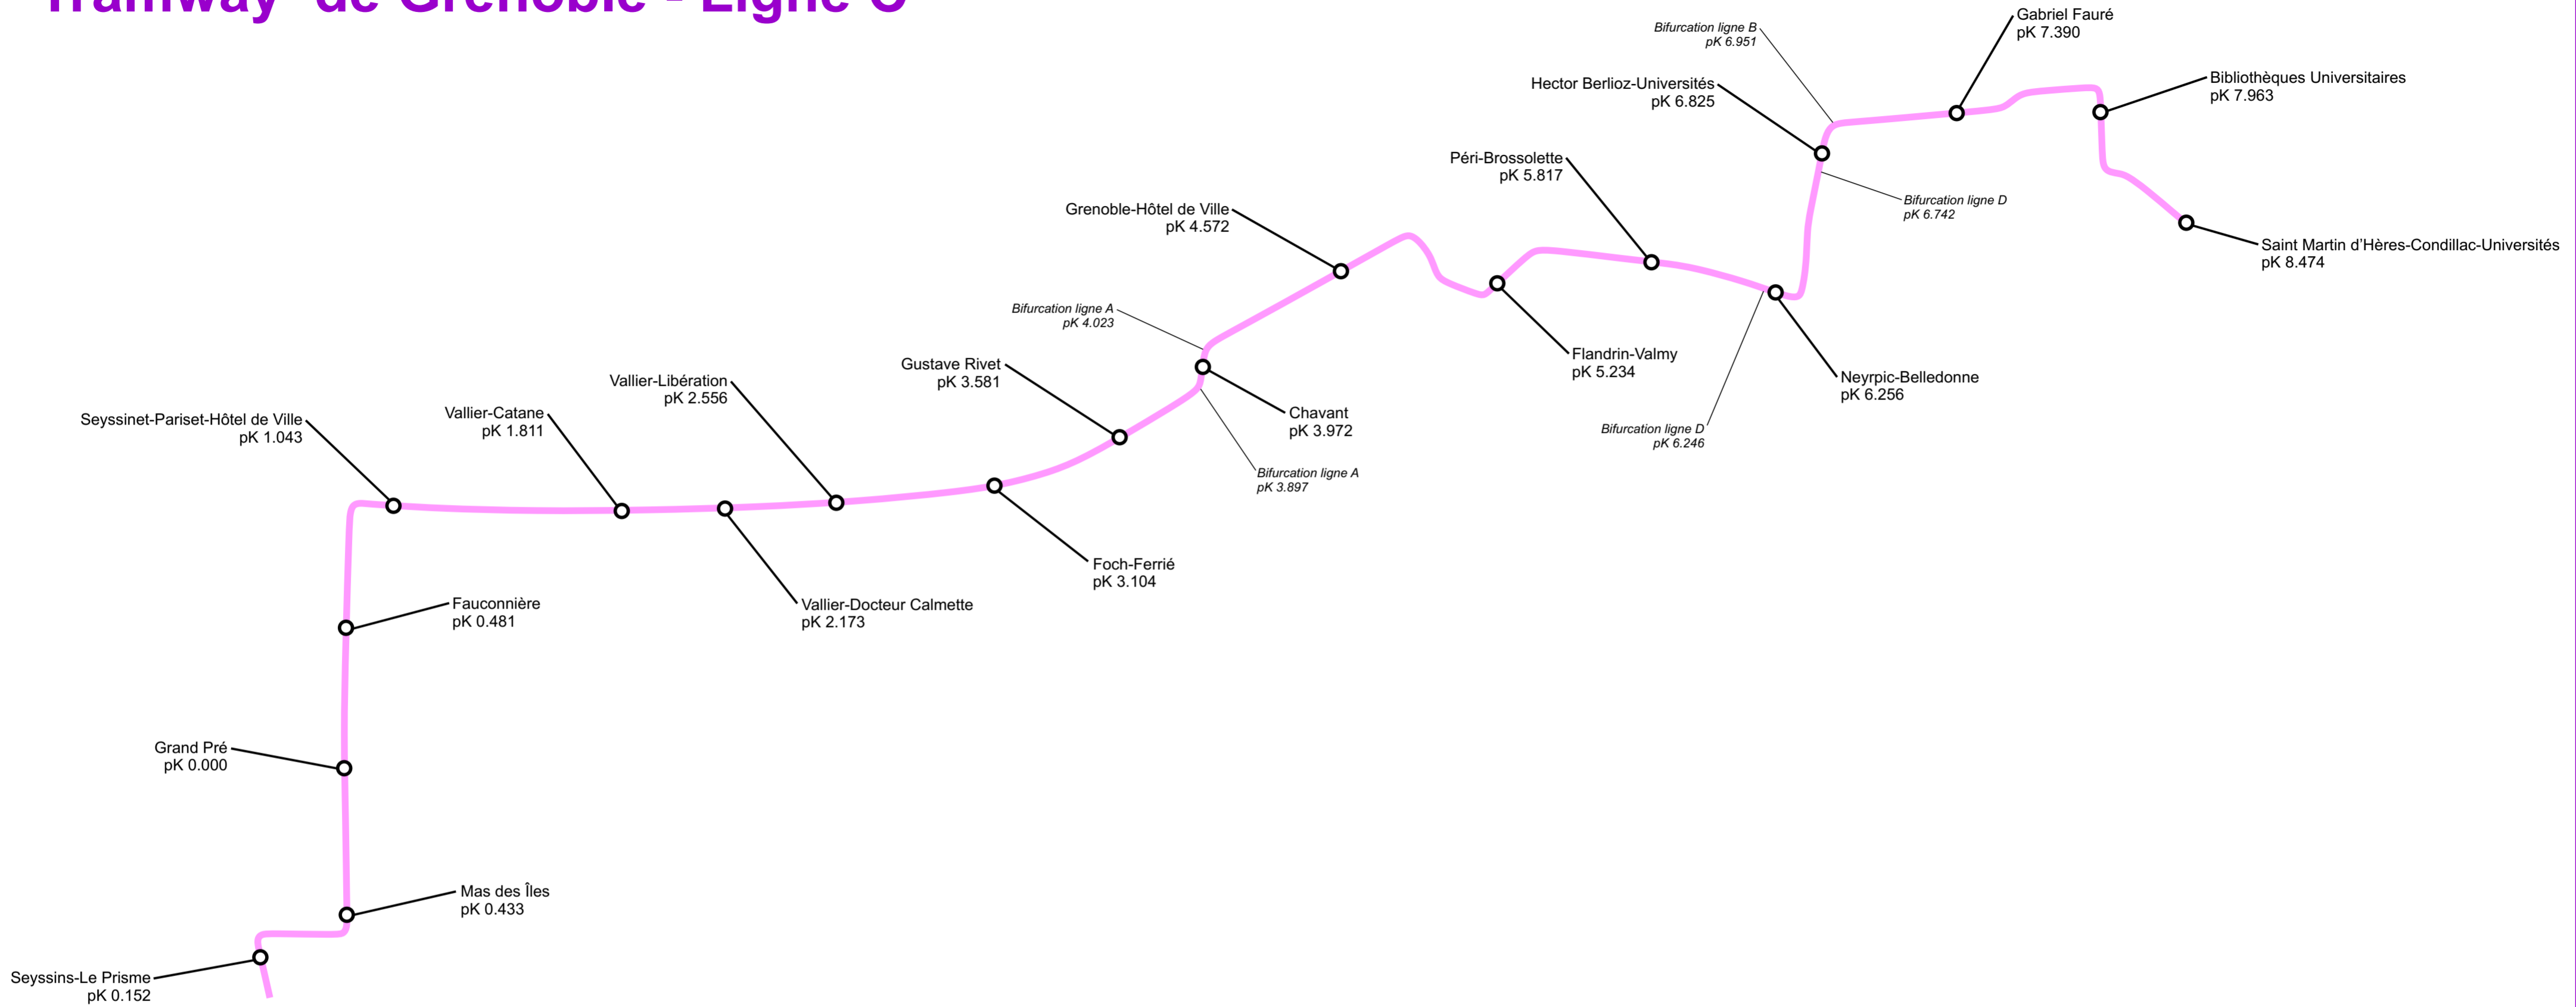 Tramway de Grenoble - Ligne C
Gabriel Fauré
pK 7.390
Bifurcation ligne B
pK 6.951
Hector Berlioz-Universités
pK 6.825
Bibliothèques Universitaires
pK 7.963
Péri-Brossolette
pK 5.817
Bifurcation ligne D
pK 6.742
Grenoble-Hôtel de Ville
pK 4.572
Saint Martin d’Hères-Condillac-Universités
pK 8.474
Bifurcation ligne A
pK 4.023
Flandrin-Valmy
pK 5.234
Gustave Rivet
pK 3.581
Neyrpic-Belledonne
pK 6.256
Vallier-Libération
pK 2.556
Chavant
pK 3.972
Vallier-Catane
pK 1.811
Seyssinet-Pariset-Hôtel de Ville
pK 1.043
Bifurcation ligne D
pK 6.246
Bifurcation ligne A
pK 3.897
Foch-Ferrié
pK 3.104
Fauconnière
pK 0.481
Vallier-Docteur Calmette
pK 2.173
Grand Pré
pK 0.000
Mas des Îles
pK 0.433
Seyssins-Le Prisme
pK 0.152